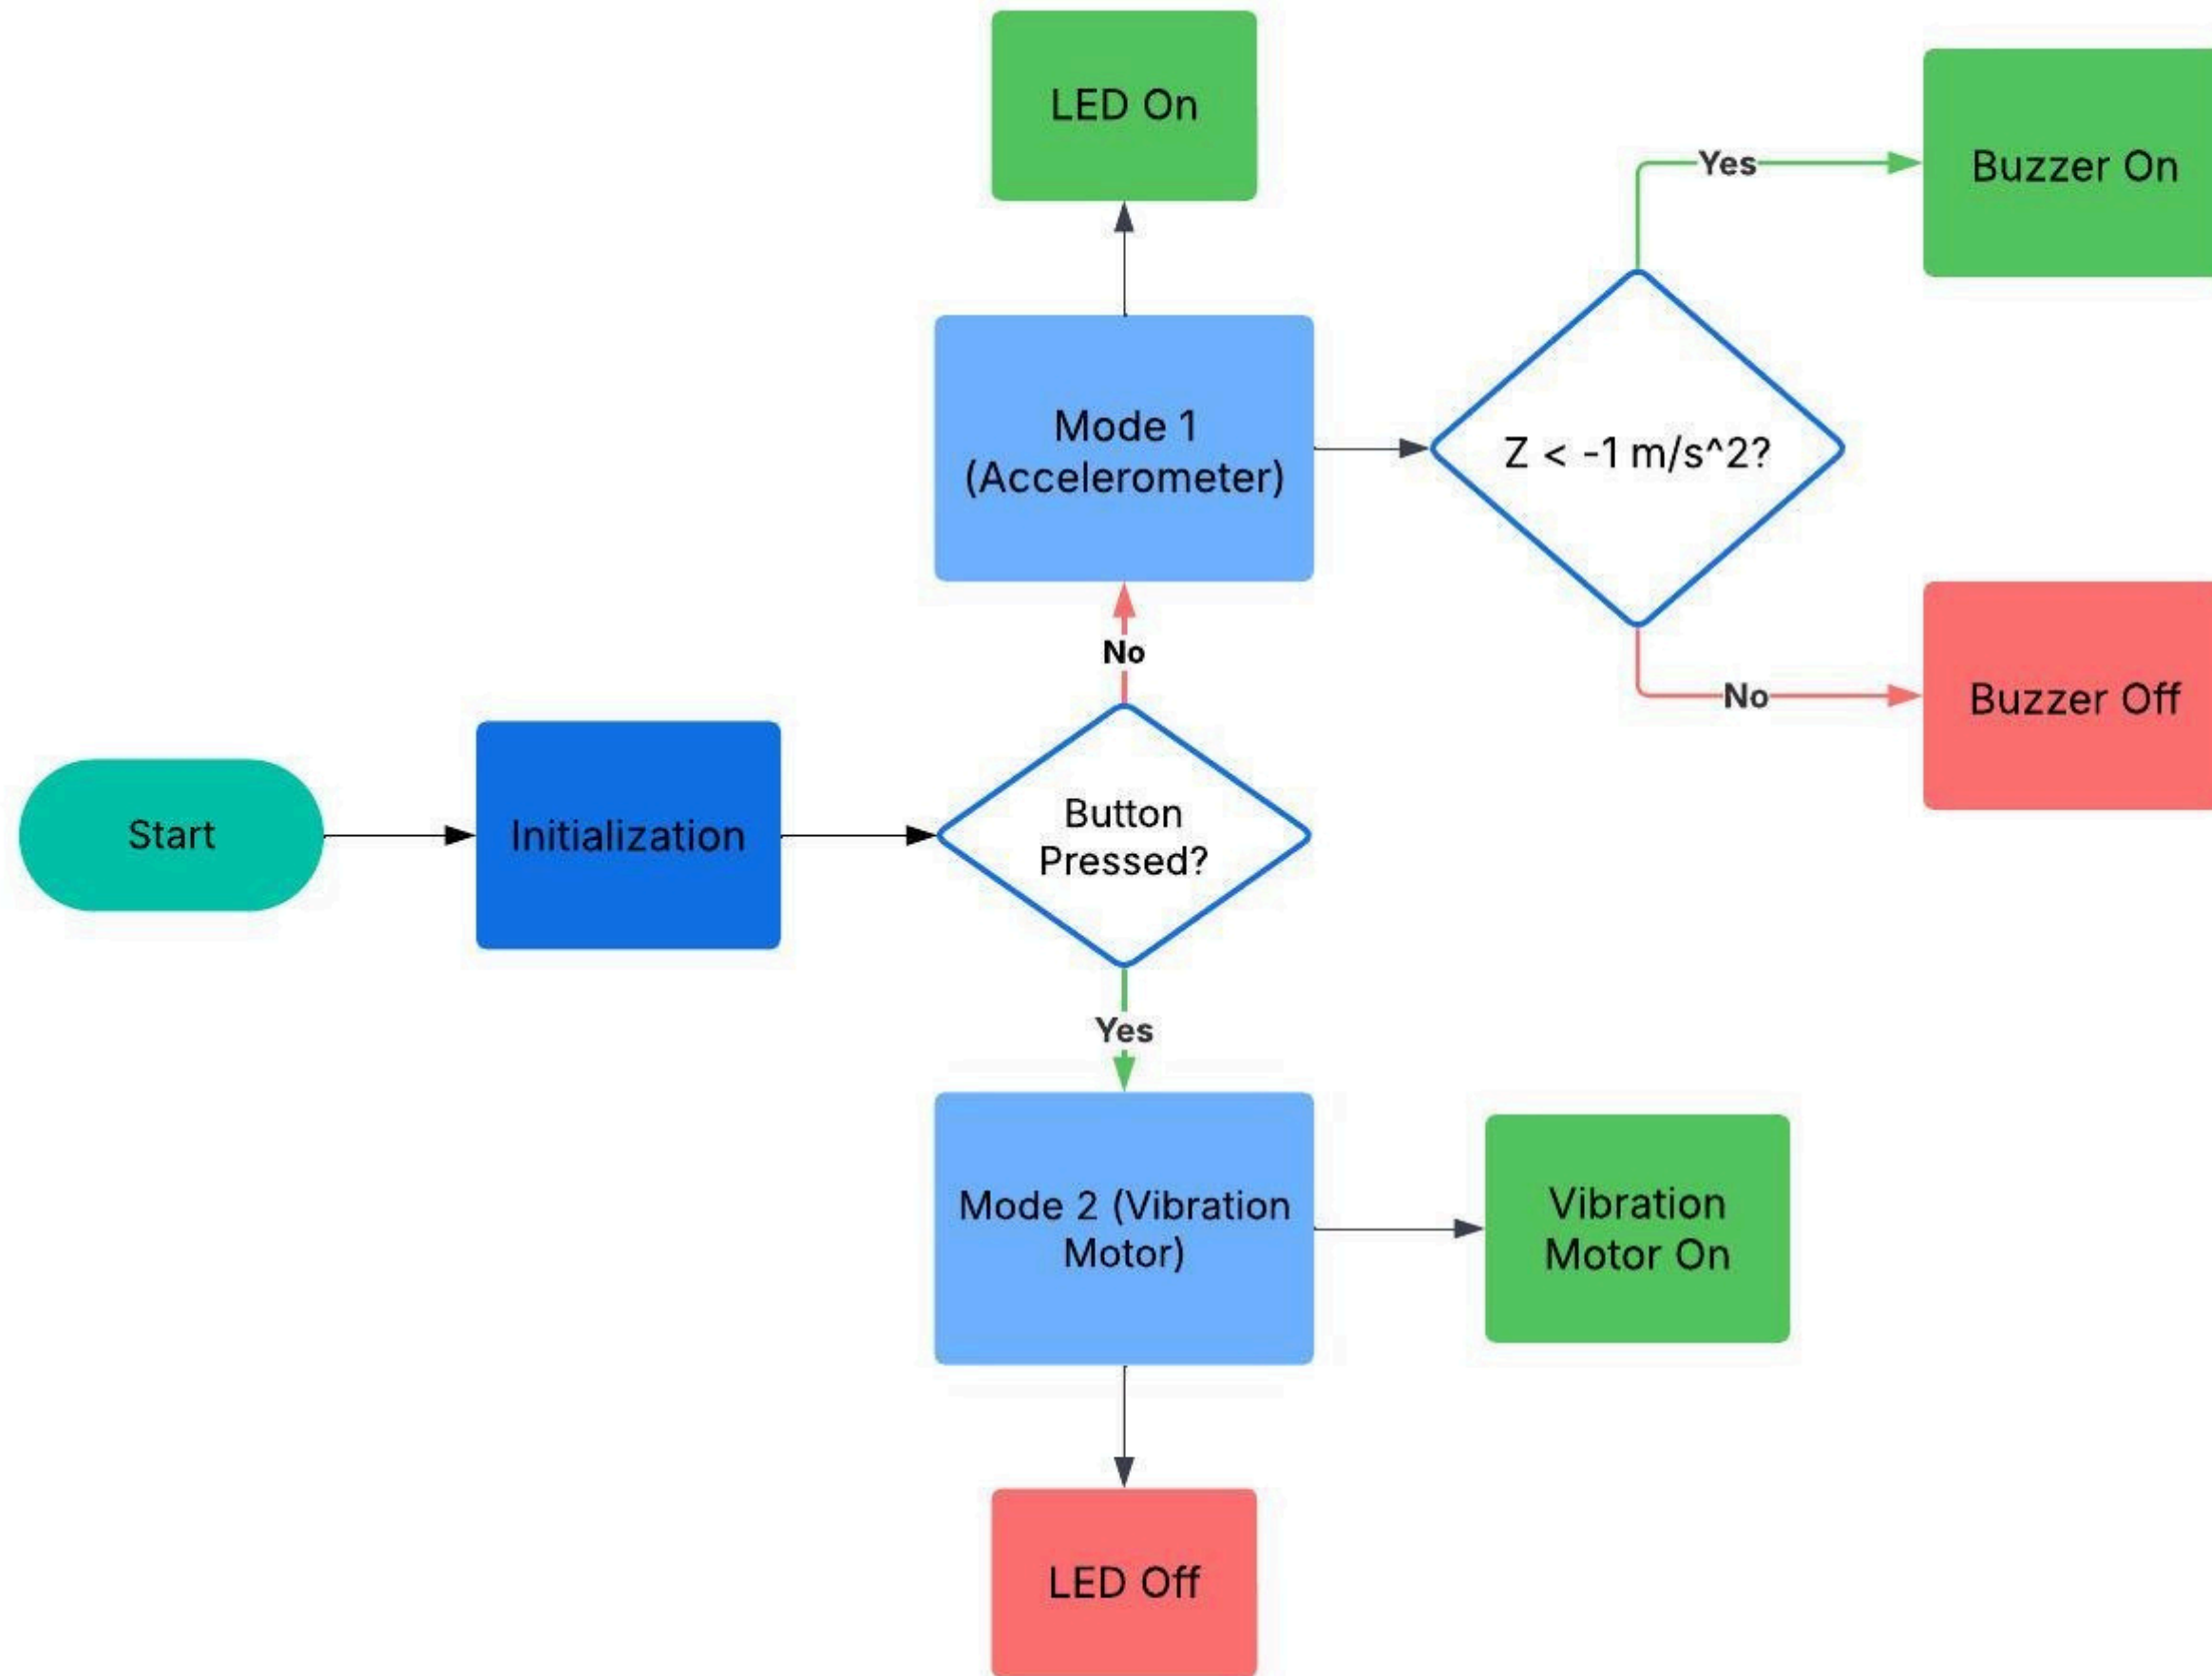 LED On
Yes
Buzzer On
Mode 1
(Accelerometer)
Z < -1 m/s^2?
No
No
Buzzer Off
Start
Initialization
Button
Pressed?
Yes
Mode 2 (Vibration
Motor)
Vibration
Motor On
LED Off